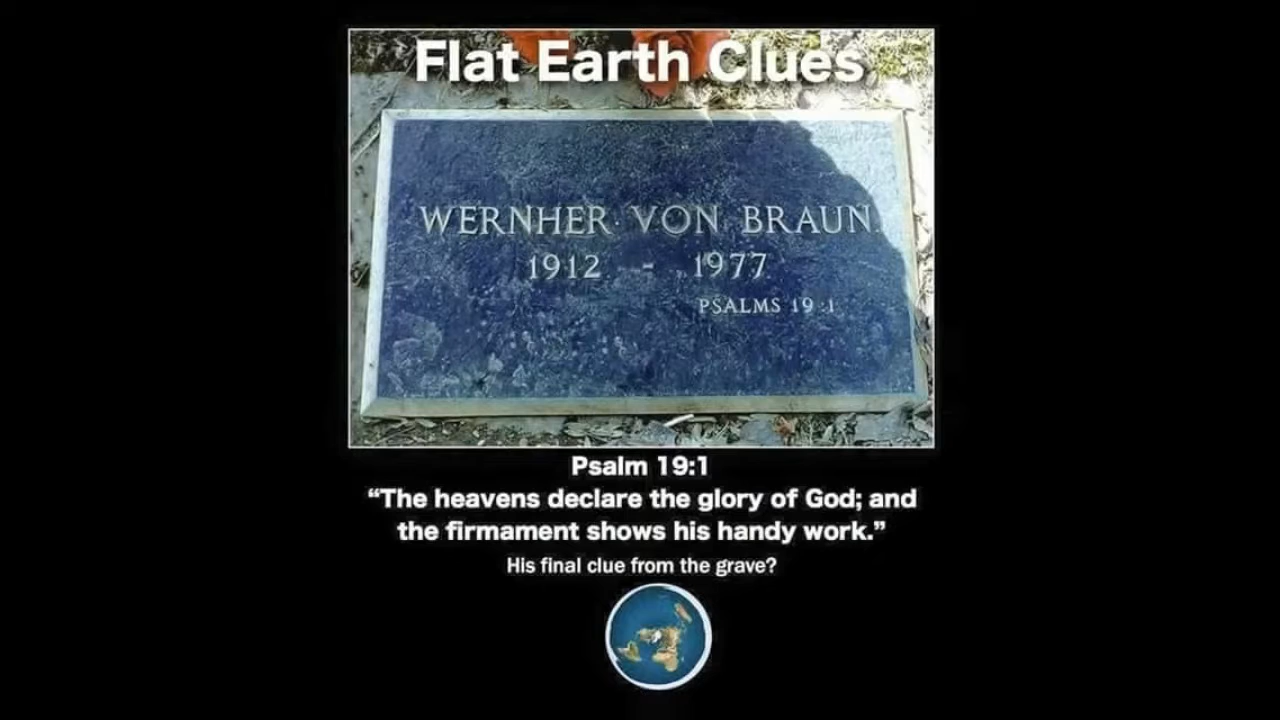 Flat Earth Clues
WERNHER VON BRAUN
1912 - 1977
PSALMS 19:1
Psalm 19:1
“The heavens declare the glory of God; and
the firmament shows his handy work.”
His final clue from the grave?